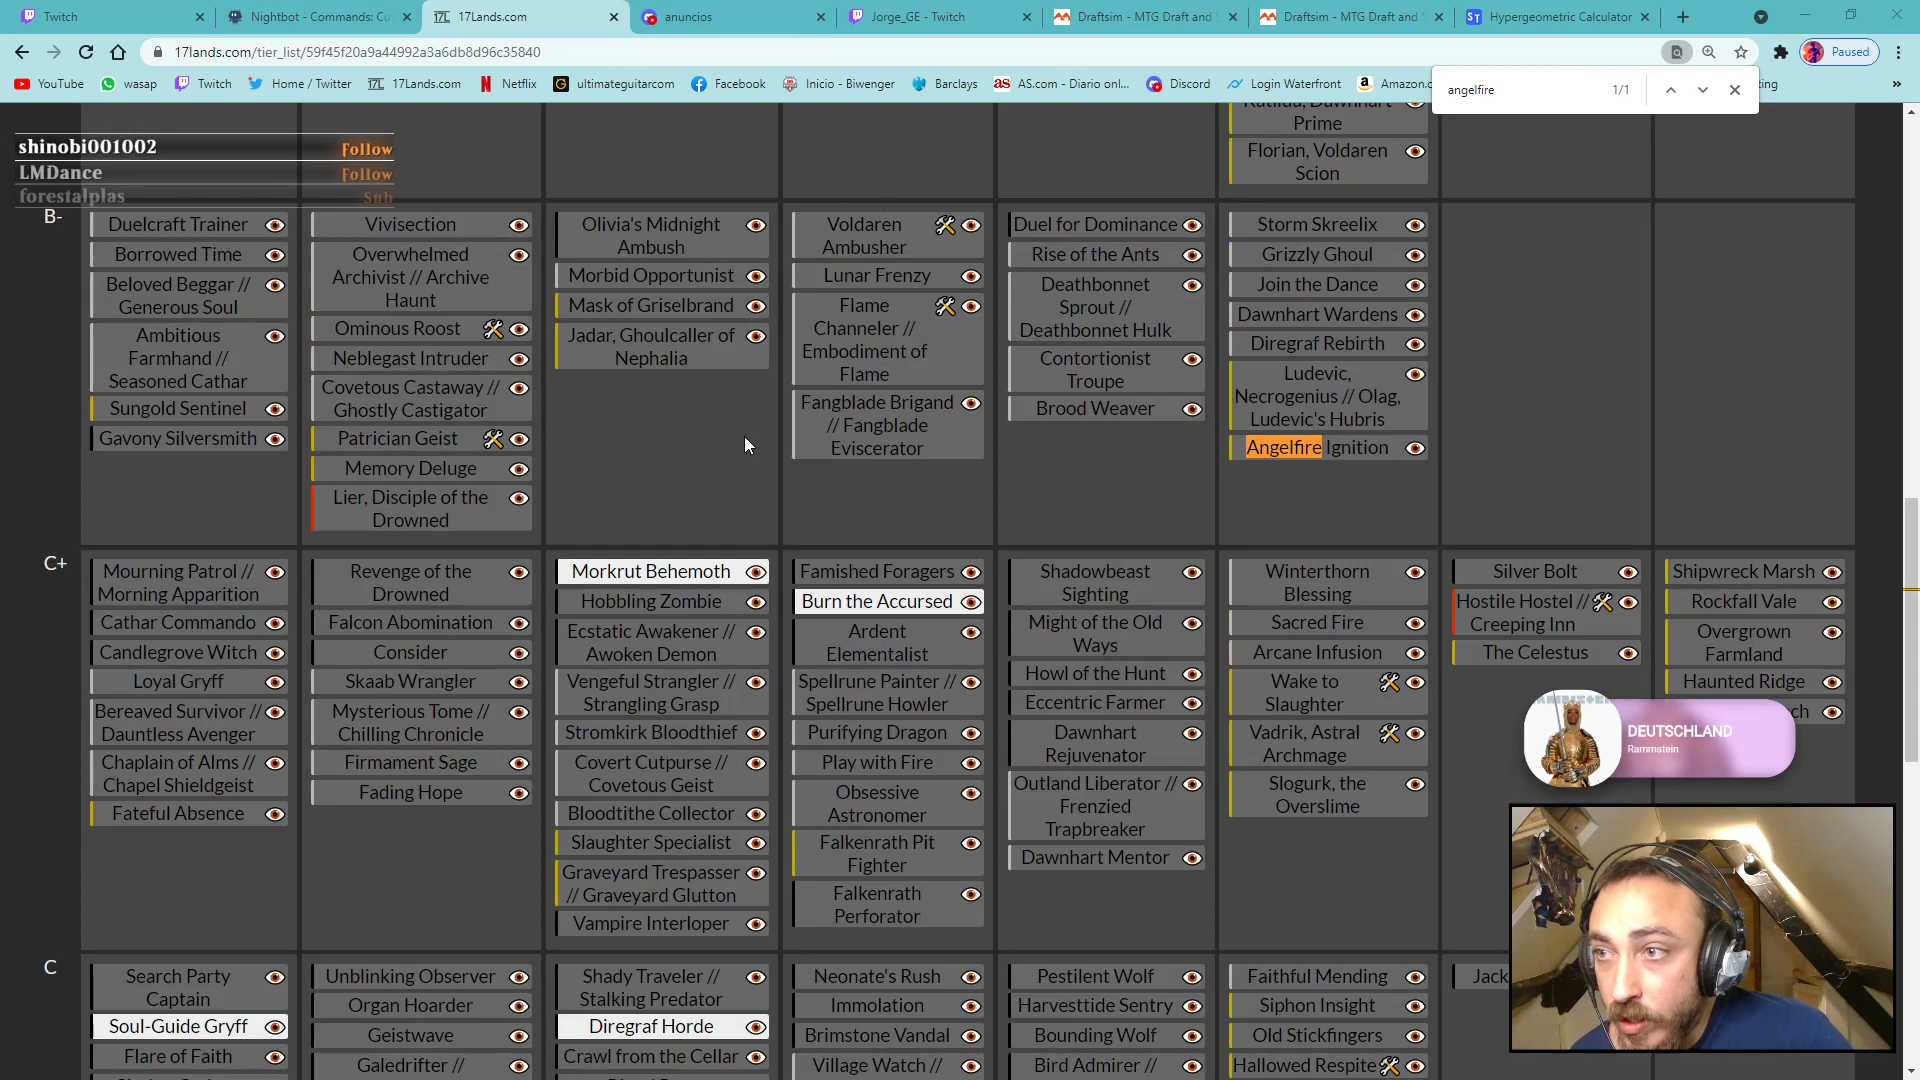 Twitch
Nightbot - Commands: Cu
17Lands.com
anuncios
Jorge_GE - Twitch
Draftsim - MTG Draft and
Draftsim - MTG Draft and
Hypergeometric Calculator
17lands.com/tier_list/59f45f20a9a44992a3a6db8d96c35840
Paused
YouTube
wasap
Twitch
Home / Twitter
17Lands.com
Netflix
ultimateguitarcom
Facebook
Inicio - Biwenger
Barclays
AS.com - Diario onl...
Discord
Login Waterfront
Amazon.c
angelfire
1/1
shinobi001002 Follow
LMDance Follow
forestalplas Sub
Prime
Florian, Voldaren
Scion
B-
Duelcraft Trainer
Borrowed Time
Beloved Beggar //
Generous Soul
Ambitious
Farmhand //
Seasoned Cathar
Sungold Sentinel
Gavony Silversmith
Vivisection
Overwhelmed
Archivist // Archive
Haunt
Ominous Roost
Neblegast Intruder
Covetous Castaway //
Ghostly Castigator
Patrician Geist
Memory Deluge
Lier, Disciple of the
Drowned
Olivia's Midnight
Ambush
Morbid Opportunist
Mask of Griselbrand
Jadar, Ghoulcaller of
Nephalia
Voldaren
Ambusher
Lunar Frenzy
Flame
Channeler //
Embodiment of
Flame
Fangblade Brigand
// Fangblade
Eviscerator
Duel for Dominance
Rise of the Ants
Deathbonnet
Sprout //
Deathbonnet Hulk
Contortionist
Troupe
Brood Weaver
Storm Skreelix
Grizzly Ghoul
Join the Dance
Dawnhart Wardens
Diregraf Rebirth
Ludevic,
Necrogenius // Olag,
Ludevic's Hubris
Angelfire Ignition
C+
Mourning Patrol //
Morning Apparition
Cathar Commando
Candlegrove Witch
Loyal Gryff
Bereaved Survivor //
Dauntless Avenger
Chaplain of Alms //
Chapel Shieldgeist
Fateful Absence
Revenge of the
Drowned
Falcon Abomination
Consider
Skaab Wrangler
Mysterious Tome //
Chilling Chronicle
Firmament Sage
Fading Hope
Morkrut Behemoth
Hobbling Zombie
Ecstatic Awakener //
Awoken Demon
Vengeful Strangler //
Strangling Grasp
Stromkirk Bloodthief
Covert Cutpurse //
Covetous Geist
Bloodtithe Collector
Slaughter Specialist
Graveyard Trespasser
// Graveyard Glutton
Vampire Interloper
Famished Foragers
Burn the Accursed
Ardent
Elementalist
Spellrune Painter //
Spellrune Howler
Purifying Dragon
Play with Fire
Obsessive
Astronomer
Falkenrath Pit
Fighter
Falkenrath
Perforator
Shadowbeast
Sighting
Might of the Old
Ways
Howl of the Hunt
Eccentric Farmer
Dawnhart
Rejuvenator
Outland Liberator //
Frenzied
Trapbreaker
Dawnhart Mentor
Winterthorn
Blessing
Sacred Fire
Arcane Infusion
Wake to
Slaughter
Vadrik, Astral
Archmage
Slogurk, the
Overslime
Silver Bolt
Hostile Hostel //
Creeping Inn
The Celestus
Shipwreck Marsh
Rockfall Vale
Overgrown
Farmland
Haunted Ridge
ch
DEUTSCHLAND
Rammstein
C
Search Party
Captain
Soul-Guide Gryff
Flare of Faith
Unblinking Observer
Organ Hoarder
Geistwave
Galedrifter //
Shady Traveler //
Stalking Predator
Diregraf Horde
Crawl from the Cellar
Neonate's Rush
Immolation
Brimstone Vandal
Village Watch //
Pestilent Wolf
Harvesttide Sentry
Bounding Wolf
Bird Admirer //
Faithful Mending
Siphon Insight
Old Stickfingers
Hallowed Respite
Jack